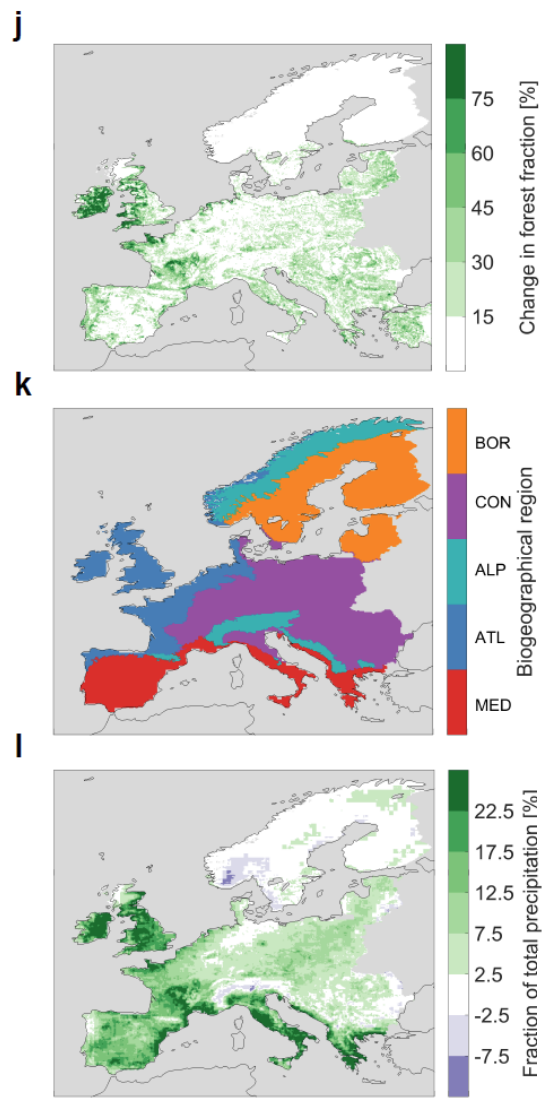 j
75
60
45
30
15
Change in forest fraction [%]
k
BOR
CON
ALP
ATL
MED
Biogeographical region
l
22.5
17.5
12.5
7.5
2.5
-2.5
-7.5
Fraction of total precipitation [%]